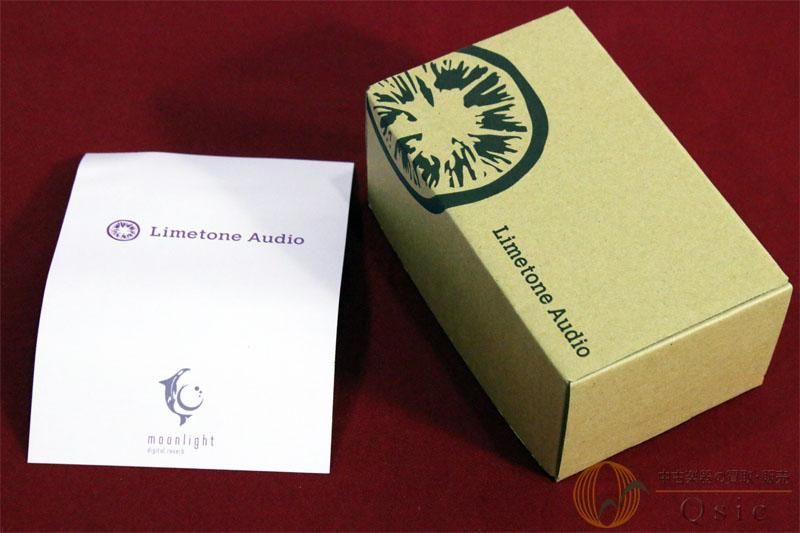 Limetone Audio
moonlight
digital reverb
Limetone Audio
中古楽器の買取・販売
Qsic